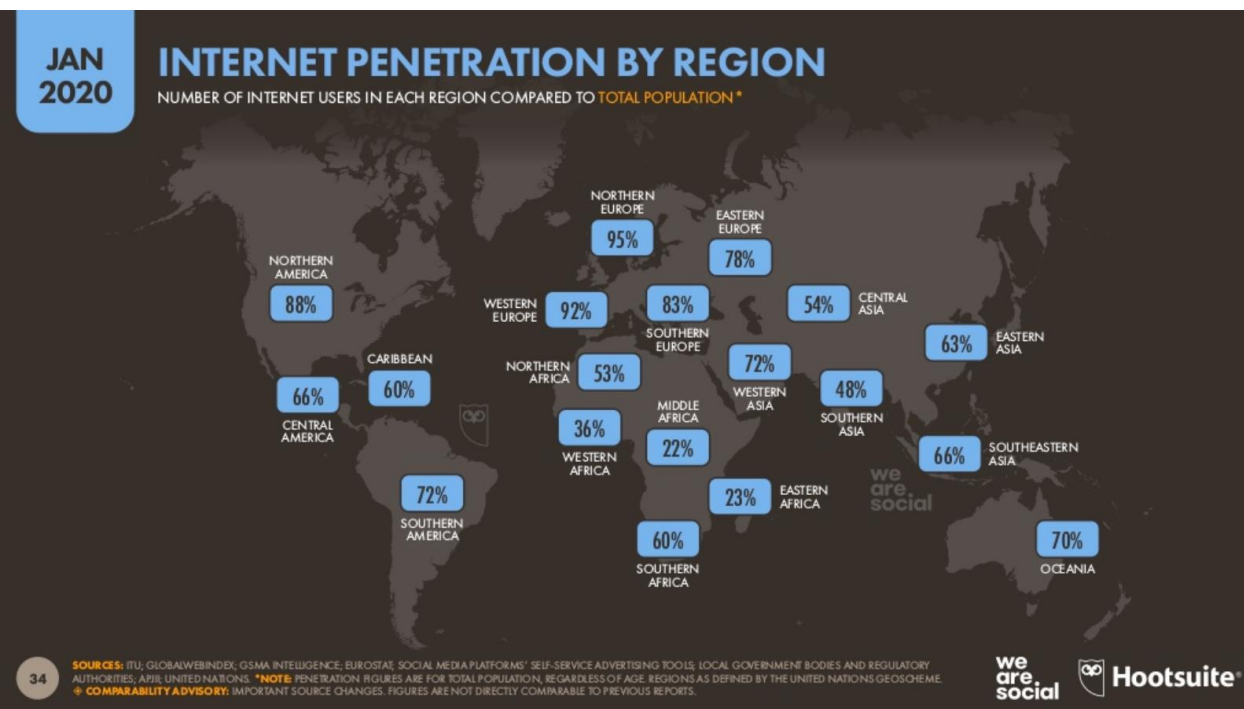 JAN
2020
INTERNET PENETRATION BY REGION
NUMBER OF INTERNET USERS IN EACH REGION COMPARED TO TOTAL POPULATION*
NORTHERN
EUROPE
95%
EASTERN
EUROPE
78%
NORTHERN
AMERICA
88%
WESTERN
EUROPE
92%
83%
SOUTHERN
EUROPE
54%
CENTRAL
ASIA
63%
EASTERN
ASIA
CARIBBEAN
60%
66%
CENTRAL
AMERICA
NORTHERN
AFRICA
53%
72%
WESTERN
ASIA
48%
SOUTHERN
ASIA
36%
WESTERN
AFRICA
MIDDLE
AFRICA
22%
66%
SOUTHEASTERN
ASIA
we
are.
social
72%
SOUTHERN
AMERICA
23%
EASTERN
AFRICA
60%
SOUTHERN
AFRICA
70%
OCEANIA
34
SOURCES: ITU; GLOBALWEBINDEX; GSMA INTELLIGENCE; EUROSTAT; SOCIAL MEDIA PLATFORMS' SELF-SERVICE ADVERTISING TOOLS; LOCAL GOVERNMENT BODIES AND REGULATORY
AUTHORITIES; APJII; UNITED NATIONS. *NOTE: PENETRATION FIGURES ARE FOR TOTAL POPULATION, REGARDLESS OF AGE. REGIONS AS DEFINED BY THE UNITED NATIONS GEOSCHEME.
COMPARABILITY ADVISORY: IMPORTANT SOURCE CHANGES. FIGURES ARE NOT DIRECTLY COMPARABLE TO PREVIOUS REPORTS.
we
are.
social
Hootsuite®